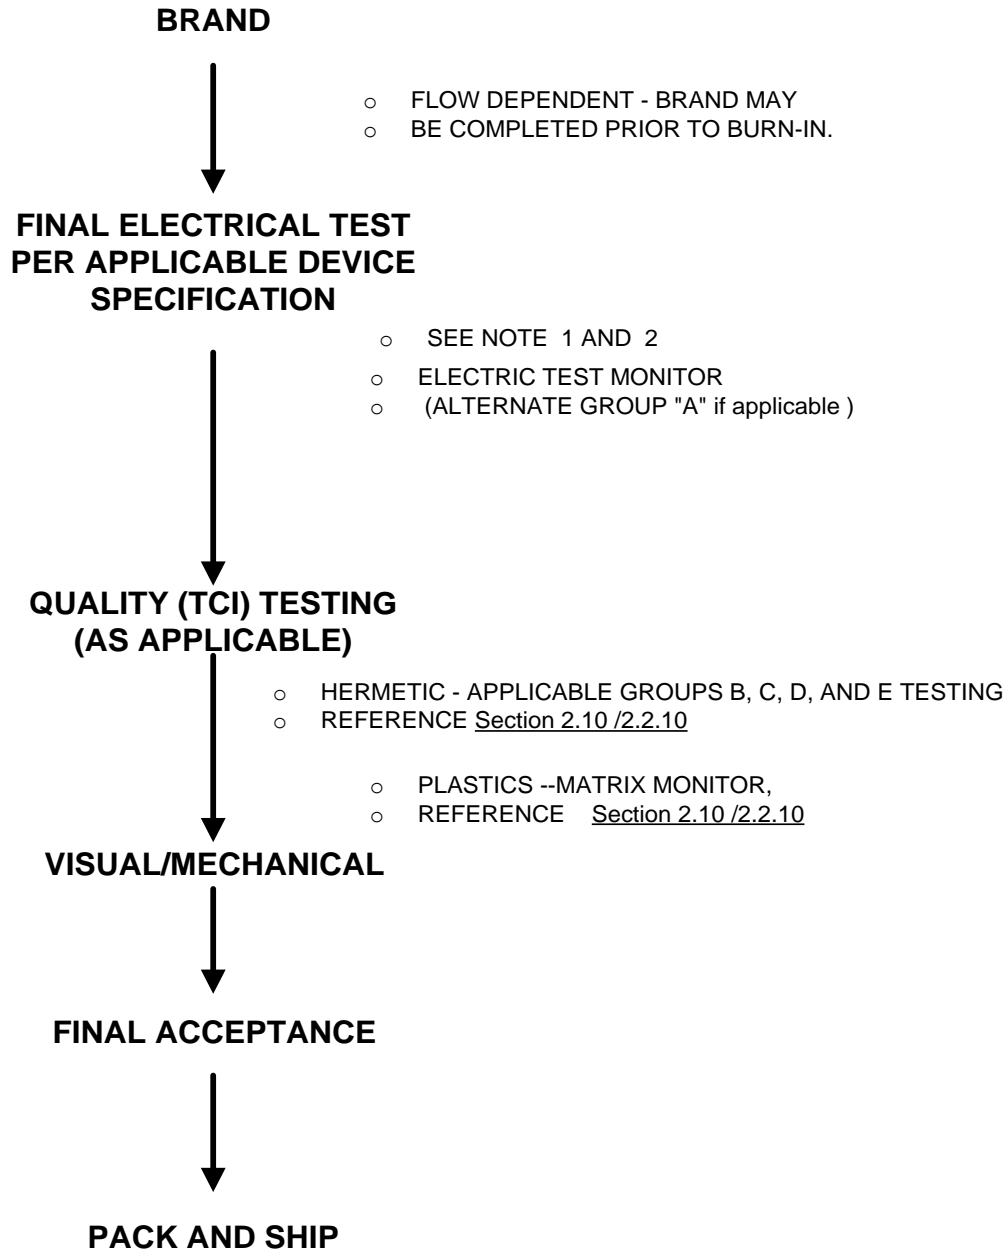 BRAND
○ FLOW DEPENDENT - BRAND MAY
○ BE COMPLETED PRIOR TO BURN-IN.
FINAL ELECTRICAL TEST
PER APPLICABLE DEVICE
SPECIFICATION
○ SEE NOTE 1 AND 2
○ ELECTRIC TEST MONITOR
○ (ALTERNATE GROUP "A" if applicable )
QUALITY (TCI) TESTING
(AS APPLICABLE)
○ HERMETIC - APPLICABLE GROUPS B, C, D, AND E TESTING
○ REFERENCE Section 2.10 /2.2.10
○ PLASTICS --MATRIX MONITOR,
○ REFERENCE Section 2.10 /2.2.10
VISUAL/MECHANICAL
FINAL ACCEPTANCE
PACK AND SHIP